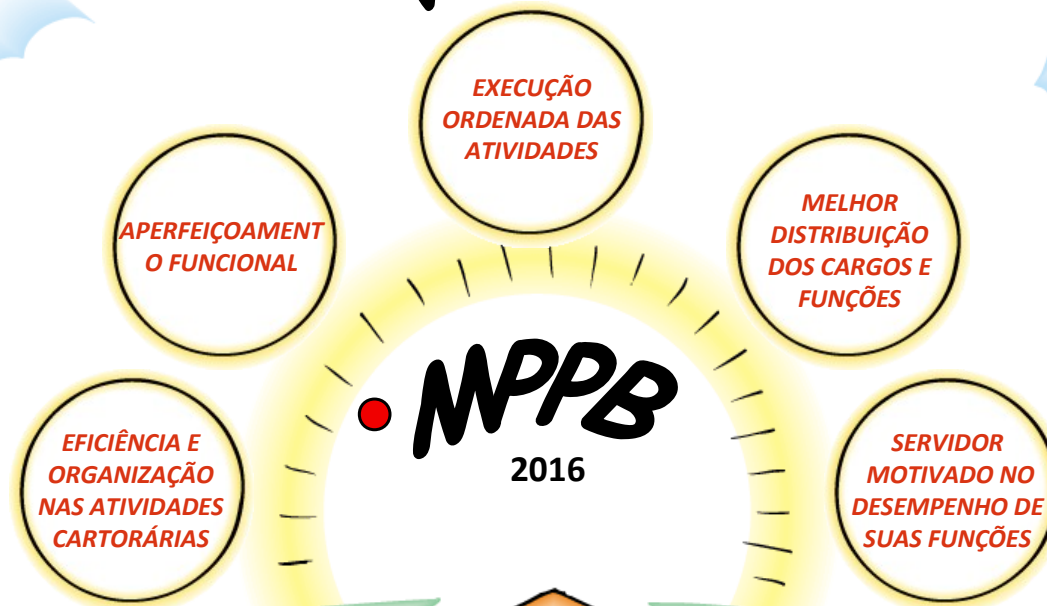 EXECUÇÃO
ORDENADA DAS
ATIVIDADES
APERFEIÇOAMENT
O FUNCIONAL
MELHOR
DISTRIBUIÇÃO
DOS CARGOS E
FUNÇÕES
MPPB
2016
EFICIÊNCIA E
ORGANIZAÇÃO
NAS ATIVIDADES
CARTORÁRIAS
SERVIDOR
MOTIVADO NO
DESEMPENHO DE
SUAS FUNÇÕES